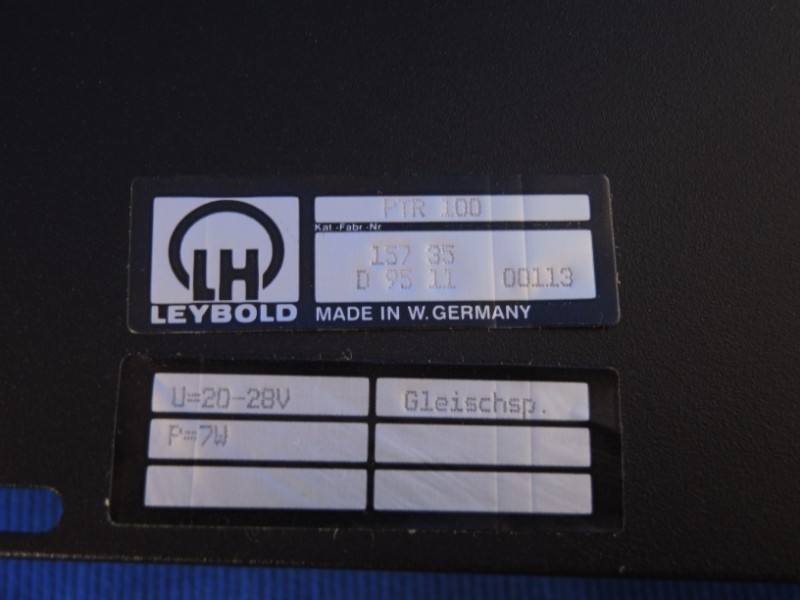 PTR 100
Kat.-Fabr.-Nr
157 35
D 95 11 00113
LH
LEYBOLD
MADE IN W. GERMANY
U=20-28V Gleischsp.
P=7W